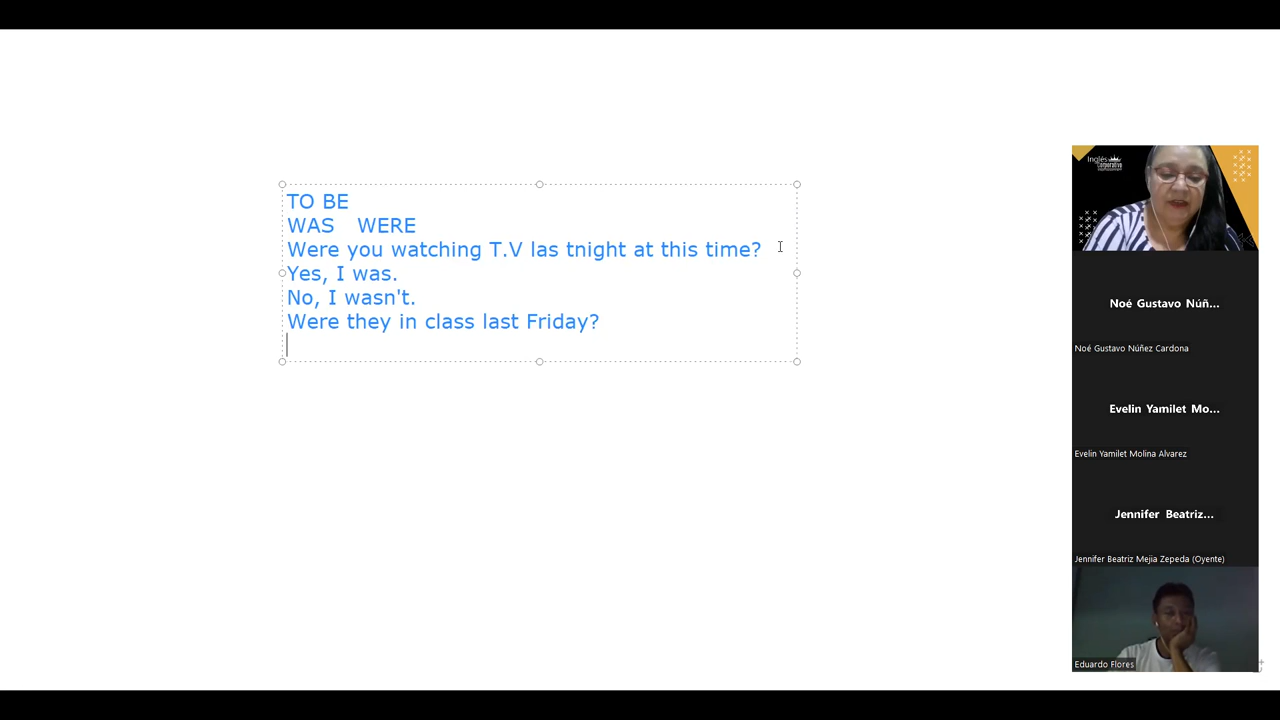 TO BE
WAS WERE
Were you watching T.V las tnight at this time?
Yes, I was.
No, I wasn't.
Were they in class last Friday?
Inglés
Corporativo
Noé Gustavo Núñ...
Noé Gustavo Núñez Cardona
Evelin Yamilet Mo...
Evelin Yamilet Molina Alvarez
Jennifer Beatriz...
Jennifer Beatriz Mejia Zepeda (Oyente)
Eduardo Flores